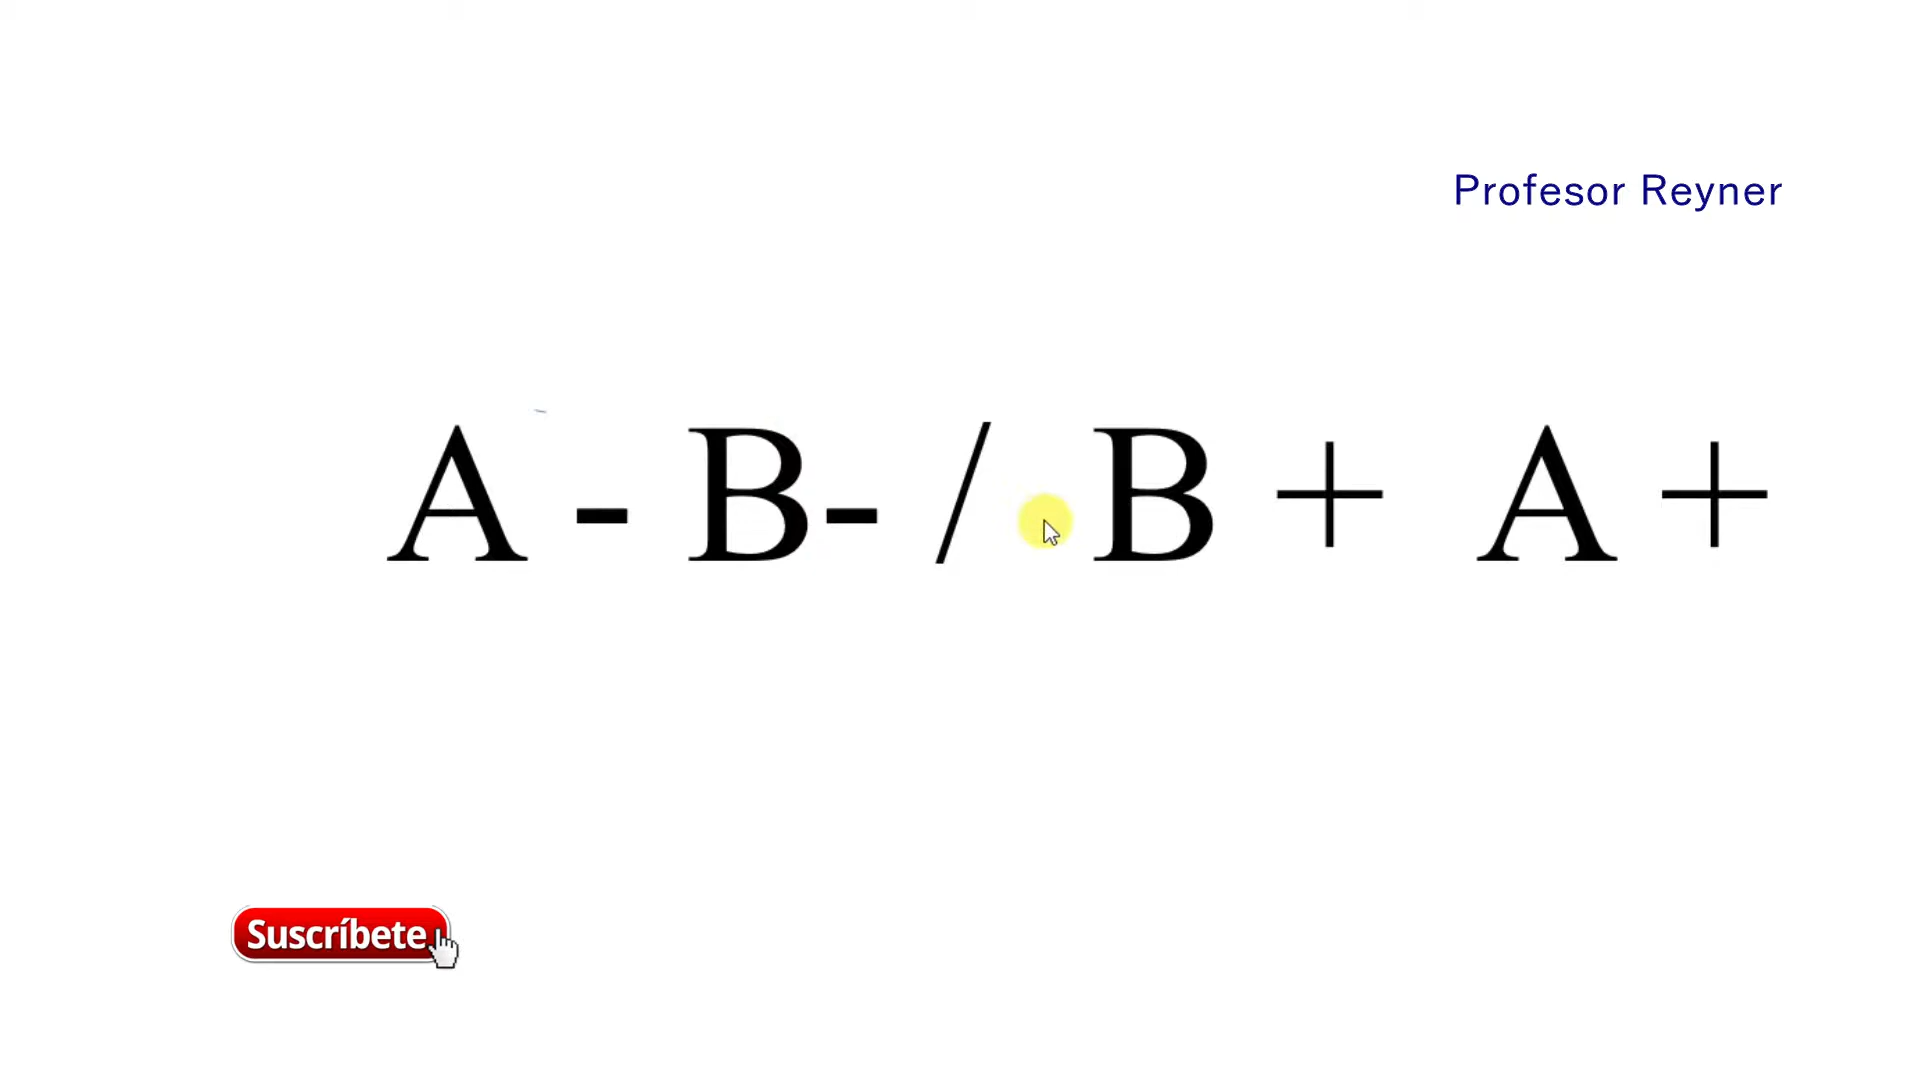 Profesor Reyner
A - B- / B + A +
Suscríbete